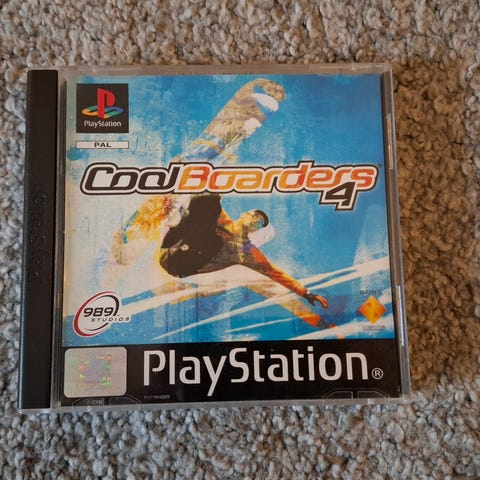 PlayStation
PAL
CoolBoarders
4
989
STUDIOS
SONY
PlayStation®
PlayStation